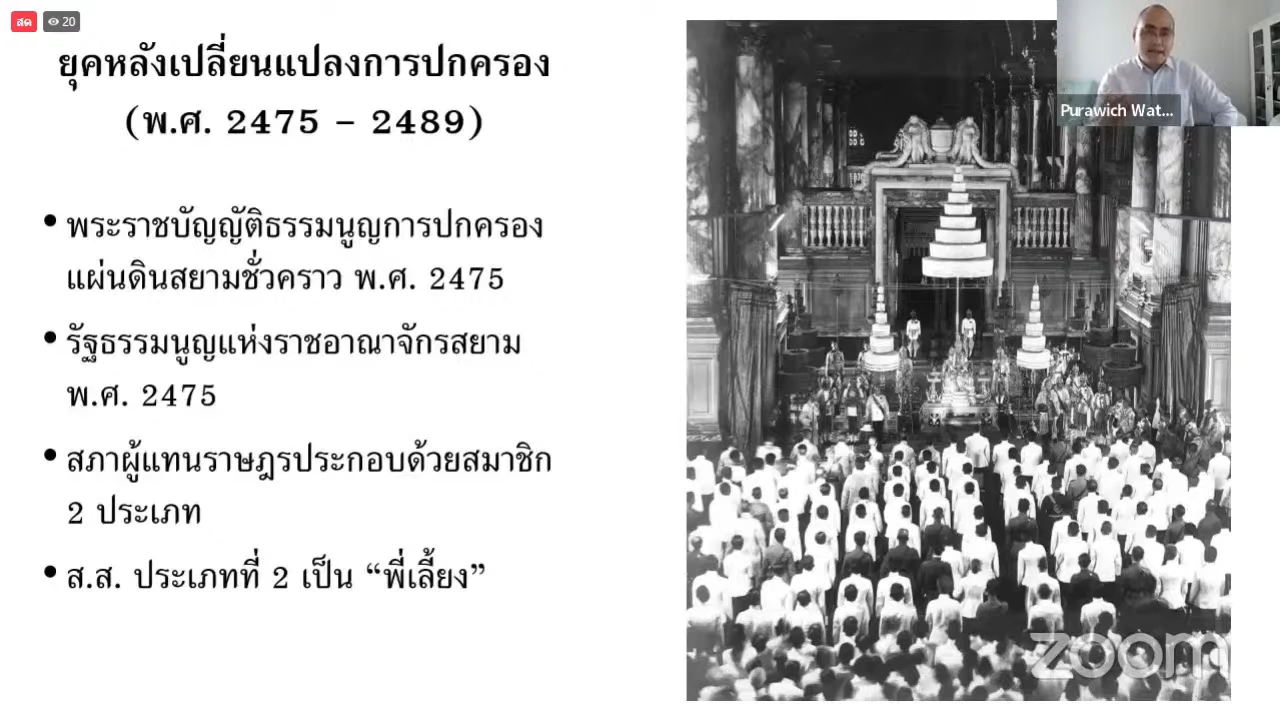 สด 20
ยุคหลังเปลี่ยนแปลงการปกครอง
(พ.ศ. 2475 – 2489)
• พระราชบัญญัติธรรมนูญการปกครอง
แผ่นดินสยามชั่วคราว พ.ศ. 2475
• รัฐธรรมนูญแห่งราชอาณาจักรสยาม
พ.ศ. 2475
• สภาผู้แทนราษฎรประกอบด้วยสมาชิก
2 ประเภท
• ส.ส. ประเภทที่ 2 เป็น “พี่เลี้ยง”
Purawich Wat...
zoom